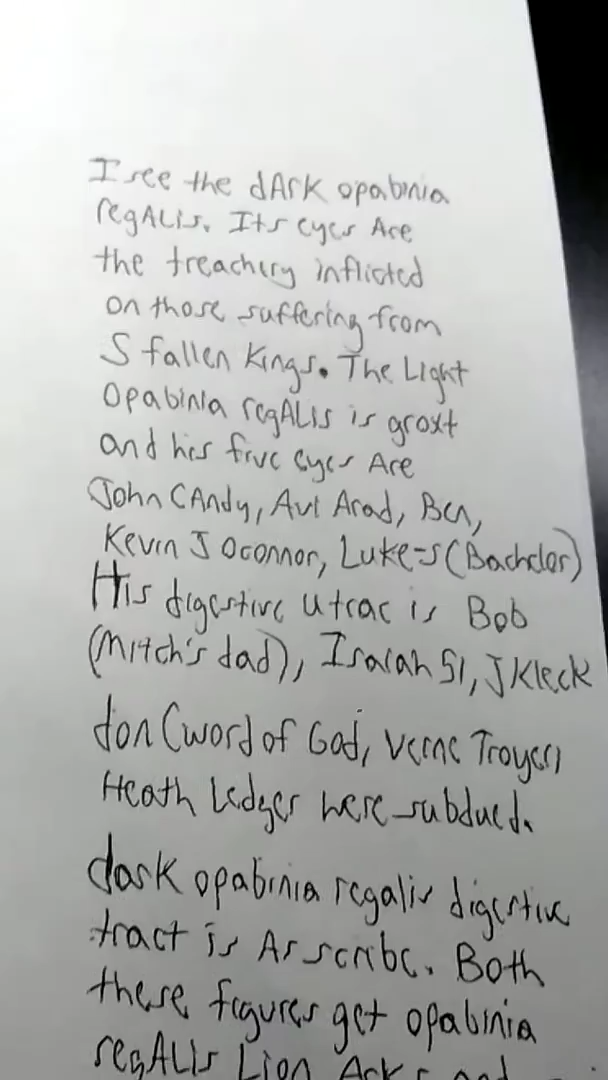 I see the dARK opabinia
regALis. Its eyes Are
the treachery inflicted
on those suffering from
5 fallen Kings. The Light
Opabinia regALIS is groxt
and his five eyes Are
John CAndy, Avi Arad, Ben,
Kevin J Oconnor, Luke-S (Bachelor)
His digestive utrac is Bob
(Mitch's dad), Isaiah 51, J Kleck
don (word of God, Verne Troyer,
Heath Ledger were subdued.
dark opabinia regalis digestive
tract is As scribe. Both
these figures get opabinia
regALis Lion